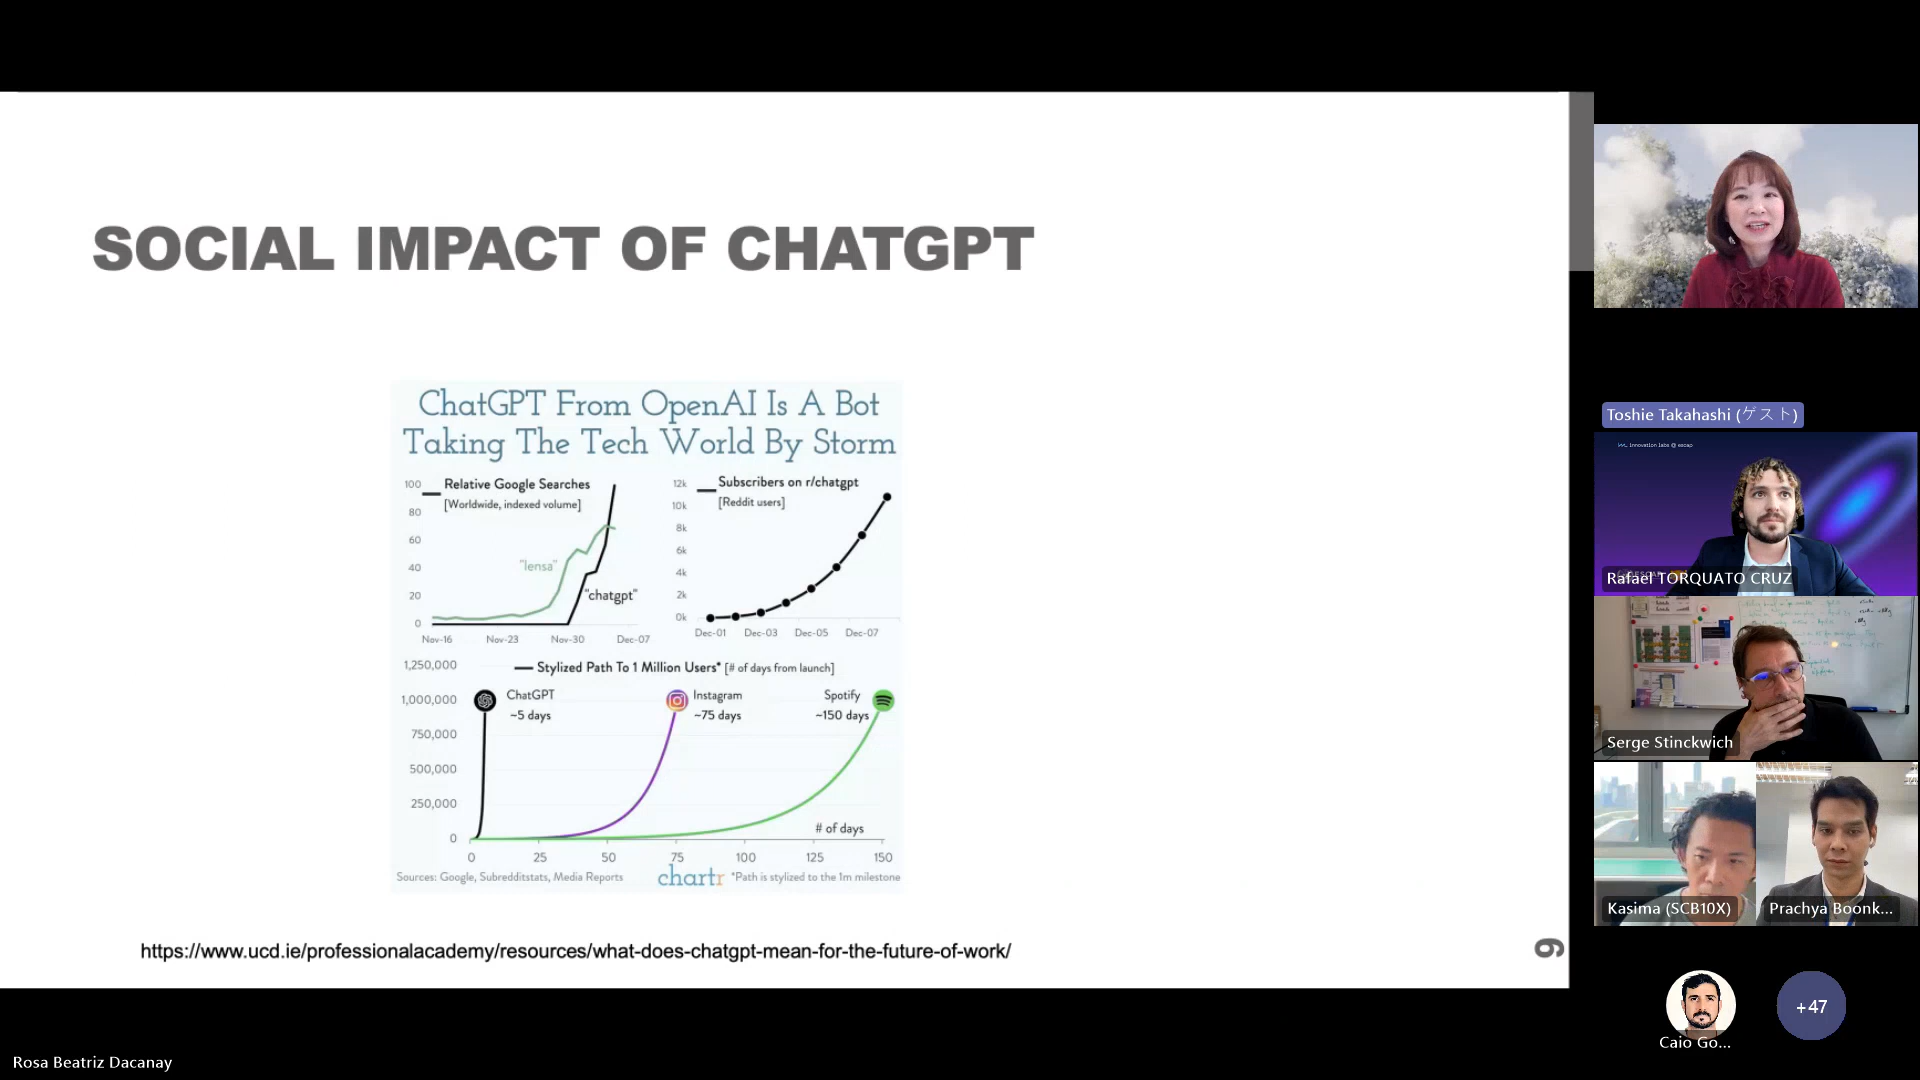 SOCIAL IMPACT OF CHATGPT
ChatGPT From OpenAI Is A Bot
Taking The Tech World By Storm
Relative Google Searches
[Worldwide, indexed volume]
100
80
60
40
20
0
"lensa"
"chatgpt"
Nov-16 Nov-23 Nov-30 Dec-07
Subscribers on r/chatgpt
[Reddit users]
12k
10k
8k
6k
4k
2k
0k
Dec-01 Dec-03 Dec-05 Dec-07
Stylized Path To 1 Million Users* [# of days from launch]
1,250,000
1,000,000
750,000
500,000
250,000
0
ChatGPT
~5 days
Instagram
~75 days
Spotify
~150 days
# of days
0 25 50 75 100 125 150
Sources: Google, Subredditstats, Media Reports
chartr
*Path is stylized to the 1m milestone
https://www.ucd.ie/professionalacademy/resources/what-does-chatgpt-mean-for-the-future-of-work/
9
Toshie Takahashi (ゲスト)
innovation labs @ escap
Rafael TORQUATO CRUZ
Serge Stinckwich
Kasima (SCB10X)
Prachya Boonk...
Caio Go...
+47
Rosa Beatriz Dacanay